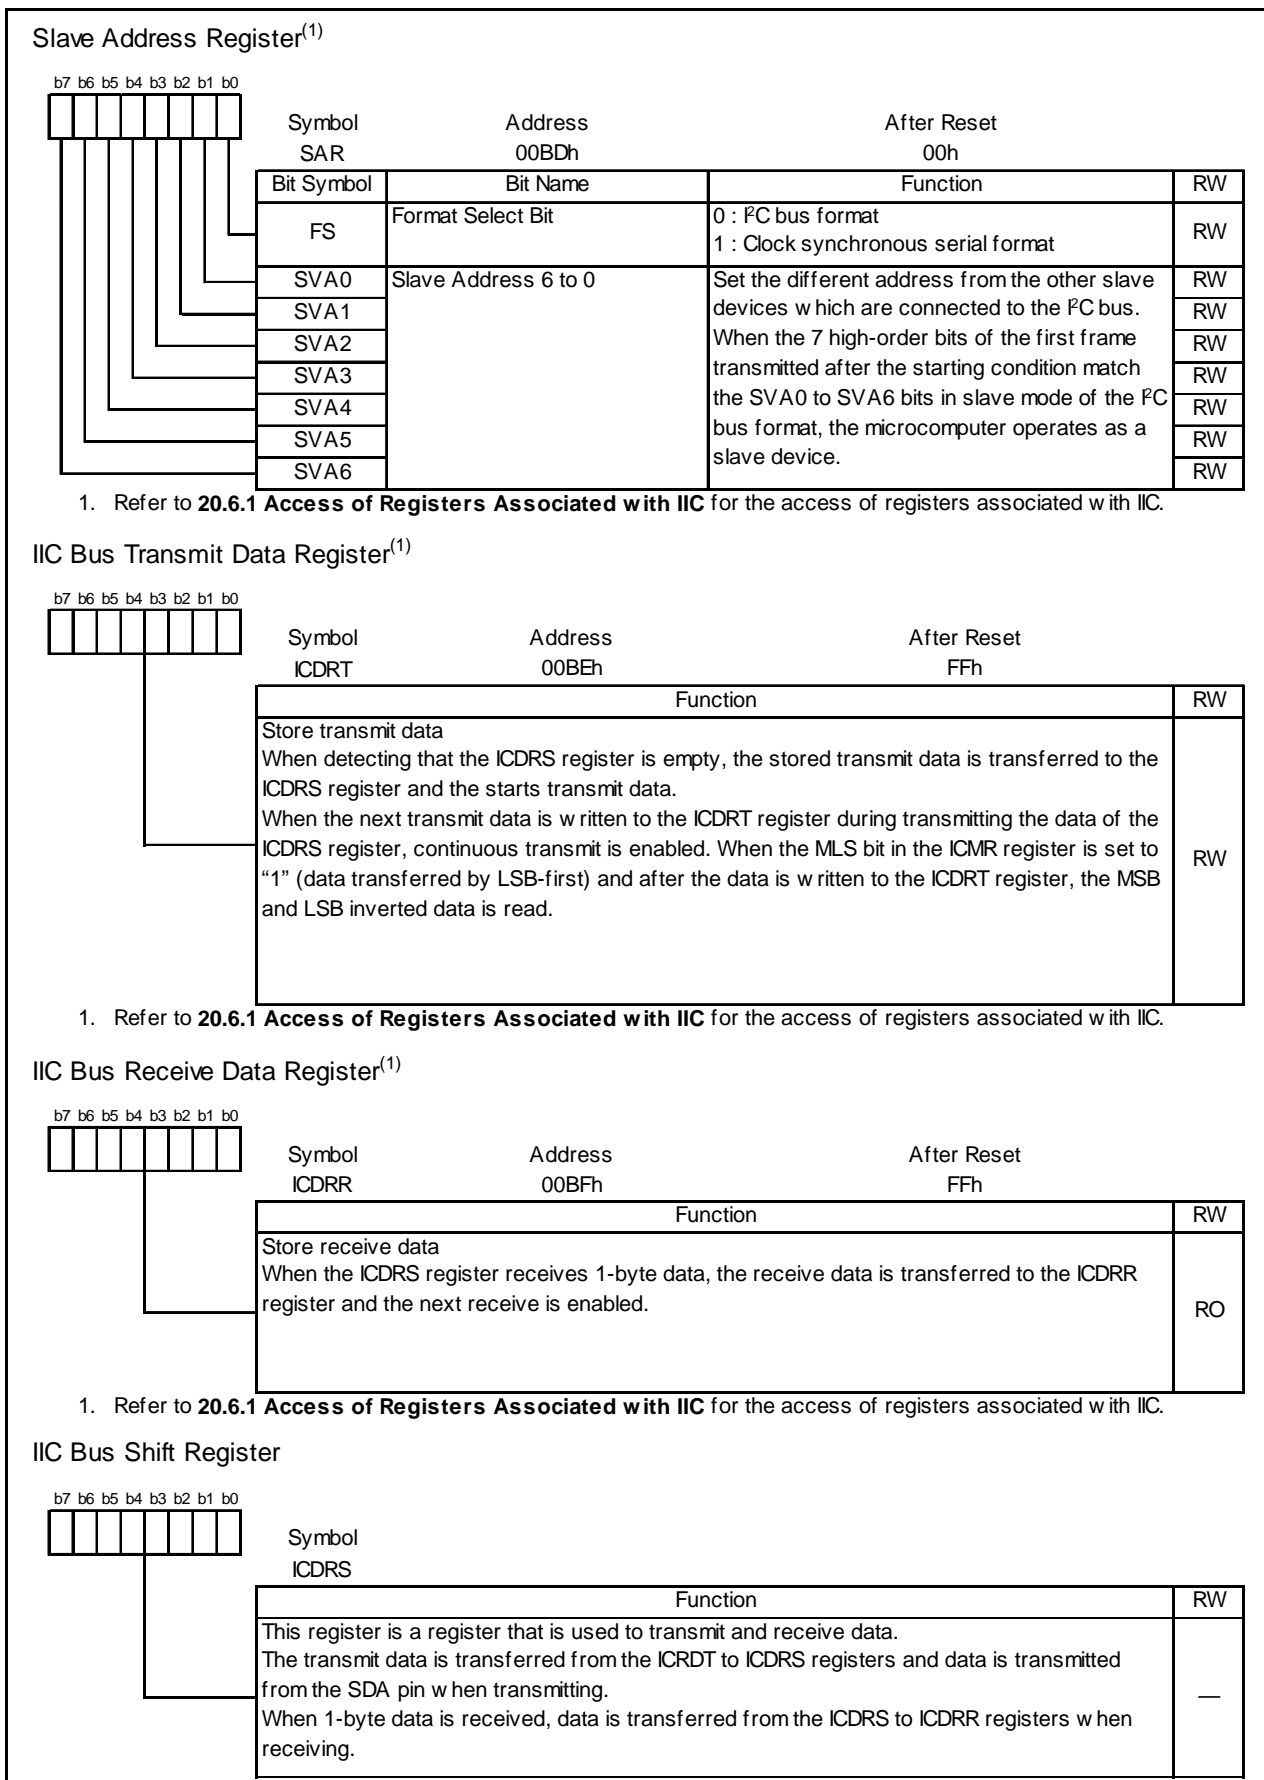 Slave Address Register(1)
b7 b6 b5 b4 b3 b2 b1 b0
Symbol Address After Reset
SAR 00BDh 00h
Bit Symbol Bit Name Function RW
FS Format Select Bit 0 : I2C bus format RW
1 : Clock synchronous serial format
SVA0 Slave Address 6 to 0 Set the different address from the other slave RW
SVA1 devices which are connected to the I2C bus. RW
SVA2 When the 7 high-order bits of the first frame RW
SVA3 transmitted after the starting condition match RW
SVA4 the SVA0 to SVA6 bits in slave mode of the I2C RW
SVA5 bus format, the microcomputer operates as a RW
SVA6 slave device. RW
1. Refer to 20.6.1 Access of Registers Associated with IIC for the access of registers associated with IIC.
IIC Bus Transmit Data Register(1)
b7 b6 b5 b4 b3 b2 b1 b0
Symbol Address After Reset
ICDRT 00BEh FFh
Function RW
Store transmit data
When detecting that the ICDRS register is empty, the stored transmit data is transferred to the
ICDRS register and the starts transmit data.
When the next transmit data is written to the ICDRT register during transmitting the data of the
ICDRS register, continuous transmit is enabled. When the MLS bit in the ICMR register is set to
“1” (data transferred by LSB-first) and after the data is written to the ICDRT register, the MSB
and LSB inverted data is read.
RW
1. Refer to 20.6.1 Access of Registers Associated with IIC for the access of registers associated with IIC.
IIC Bus Receive Data Register(1)
b7 b6 b5 b4 b3 b2 b1 b0
Symbol Address After Reset
ICDRR 00BFh FFh
Function RW
Store receive data
When the ICDRS register receives 1-byte data, the receive data is transferred to the ICDRR
register and the next receive is enabled.
RO
1. Refer to 20.6.1 Access of Registers Associated with IIC for the access of registers associated with IIC.
IIC Bus Shift Register
b7 b6 b5 b4 b3 b2 b1 b0
Symbol
ICDRS
Function RW
This register is a register that is used to transmit and receive data.
The transmit data is transferred from the ICRDT to ICDRS registers and data is transmitted
from the SDA pin when transmitting. —
When 1-byte data is received, data is transferred from the ICDRS to ICDRR registers when
receiving.